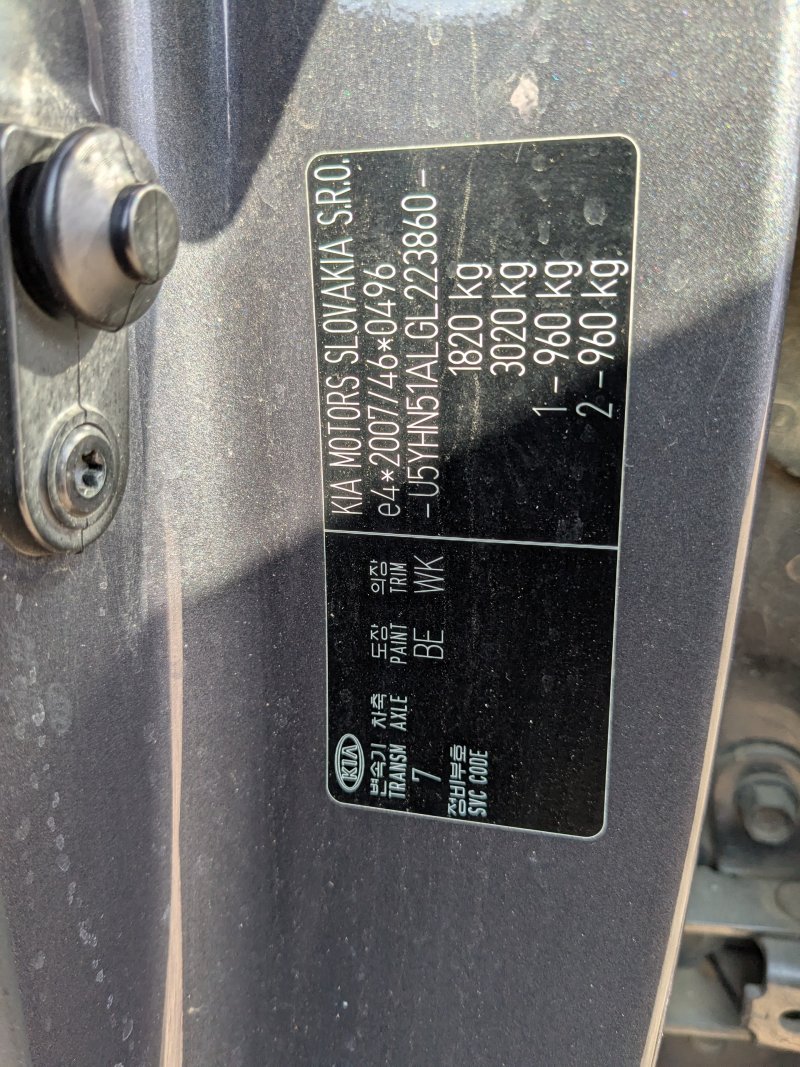 KIA MOTORS SLOVAKIA S.R.O.
e4*2007/46*0496
-U5YHN51ALGL223860-
1820 kg
3020 kg
1-960 kg
2-960 kg
KIA
변속기 차축 도장 의장
TRANSM AXLE PAINT TRIM
7 BE WK
정비부호
SVC CODE